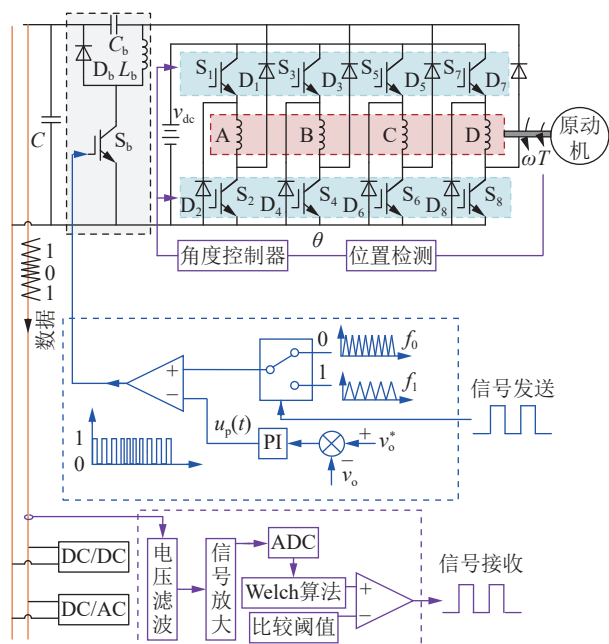 C_b
D_b L_b
S_b
C
v_dc
S_1 D_1 S_3 D_3 S_5 D_5 S_7 D_7
A B C D
原动机
ω T
D_2 S_2 D_4 S_4 D_6 S_6 D_8 S_8
θ
角度控制器
位置检测
1
0
1
数据
0
f_0
1
f_1
+
−
u_p(t)
PI
+
v_o^*
−
v_o
1
0
信号发送
DC/DC
DC/AC
电压滤波
信号放大
ADC
Welch算法
比较阈值
+
−
信号接收